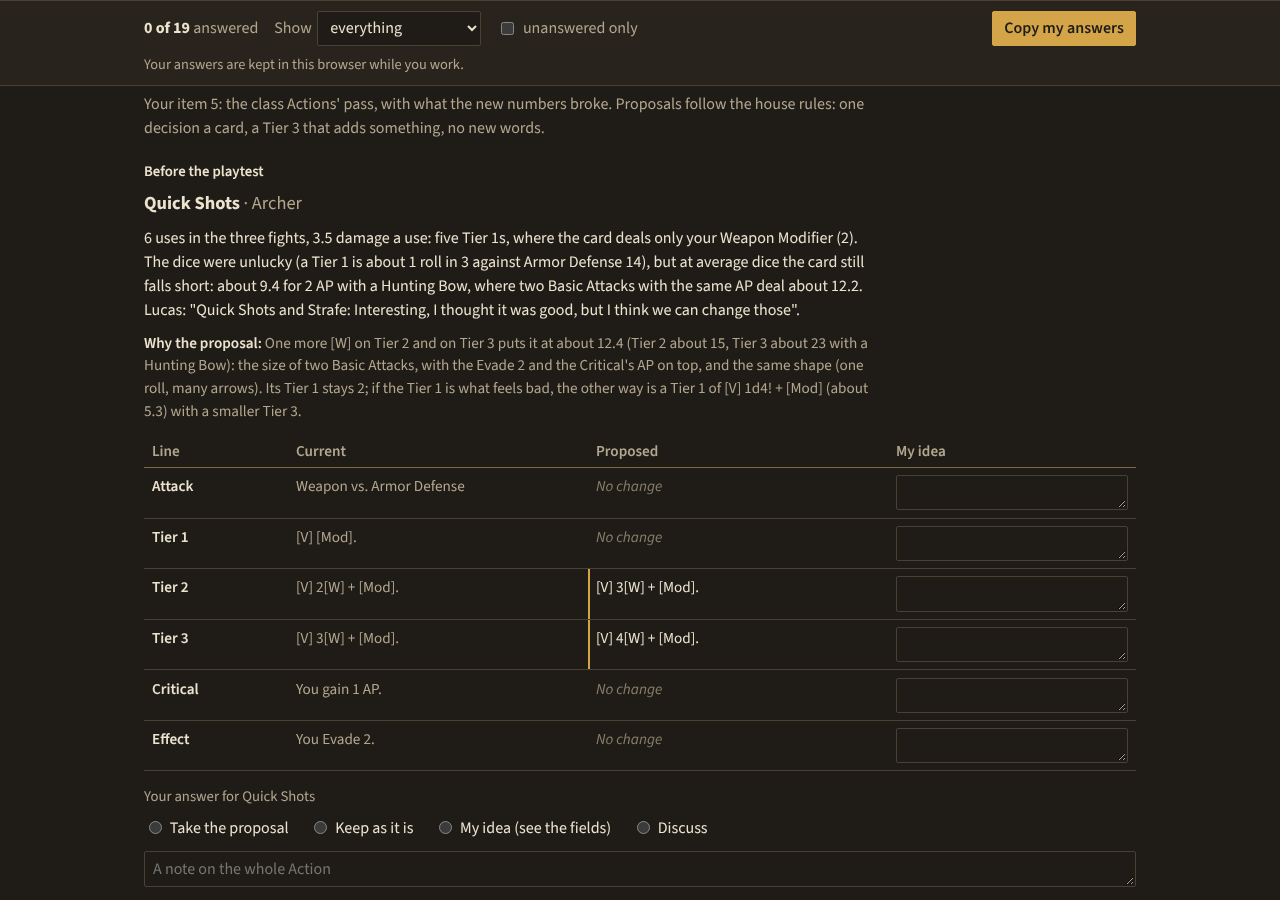 0 of 19 answered Show everything unanswered only Copy my answers
Your answers are kept in this browser while you work.
Your item 5: the class Actions' pass, with what the new numbers broke. Proposals follow the house rules: one
decision a card, a Tier 3 that adds something, no new words.
Before the playtest
Quick Shots · Archer
6 uses in the three fights, 3.5 damage a use: five Tier 1s, where the card deals only your Weapon Modifier (2).
The dice were unlucky (a Tier 1 is about 1 roll in 3 against Armor Defense 14), but at average dice the card still
falls short: about 9.4 for 2 AP with a Hunting Bow, where two Basic Attacks with the same AP deal about 12.2.
Lucas: "Quick Shots and Strafe: Interesting, I thought it was good, but I think we can change those".
Why the proposal: One more [W] on Tier 2 and on Tier 3 puts it at about 12.4 (Tier 2 about 15, Tier 3 about 23 with a
Hunting Bow): the size of two Basic Attacks, with the Evade 2 and the Critical's AP on top, and the same shape (one
roll, many arrows). Its Tier 1 stays 2; if the Tier 1 is what feels bad, the other way is a Tier 1 of [V] 1d4! + [Mod] (about
5.3) with a smaller Tier 3.
Line Current Proposed My idea
Attack Weapon vs. Armor Defense No change
Tier 1 [V] [Mod]. No change
Tier 2 [V] 2[W] + [Mod]. [V] 3[W] + [Mod].
Tier 3 [V] 3[W] + [Mod]. [V] 4[W] + [Mod].
Critical You gain 1 AP. No change
Effect You Evade 2. No change
Your answer for Quick Shots
Take the proposal Keep as it is My idea (see the fields) Discuss
A note on the whole Action